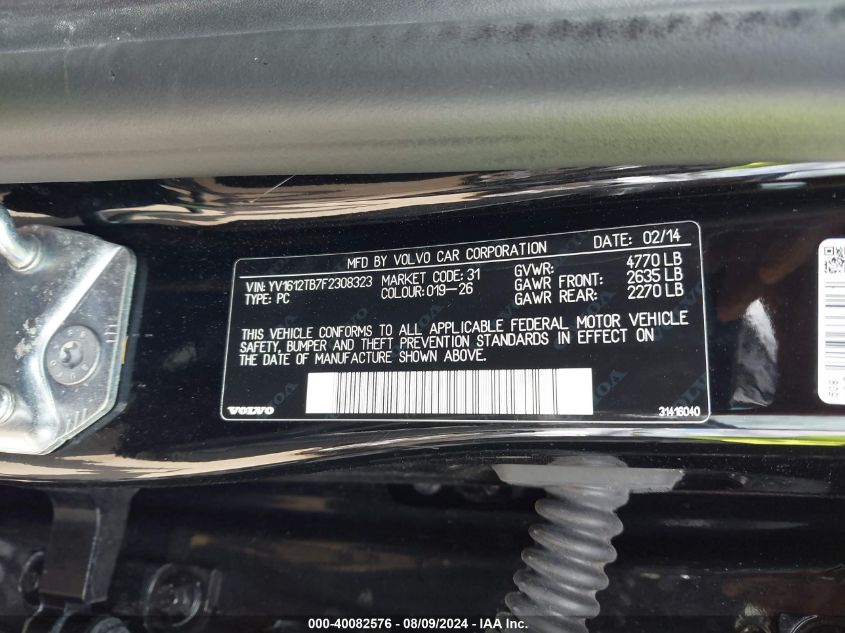 MFD BY VOLVO CAR CORPORATION DATE: 02/14
VIN: YV1612TB7F2308323 MARKET CODE: 31 GVWR: 4770 LB
TYPE: PC COLOUR: 019-26 GAWR FRONT: 2635 LB
GAWR REAR: 2270 LB
THIS VEHICLE CONFORMS TO ALL APPLICABLE FEDERAL MOTOR VEHICLE
SAFETY, BUMPER AND THEFT PREVENTION STANDARDS IN EFFECT ON
THE DATE OF MANUFACTURE SHOWN ABOVE.
VOLVO 31416040
000-40082576 - 08/09/2024 - IAA Inc.